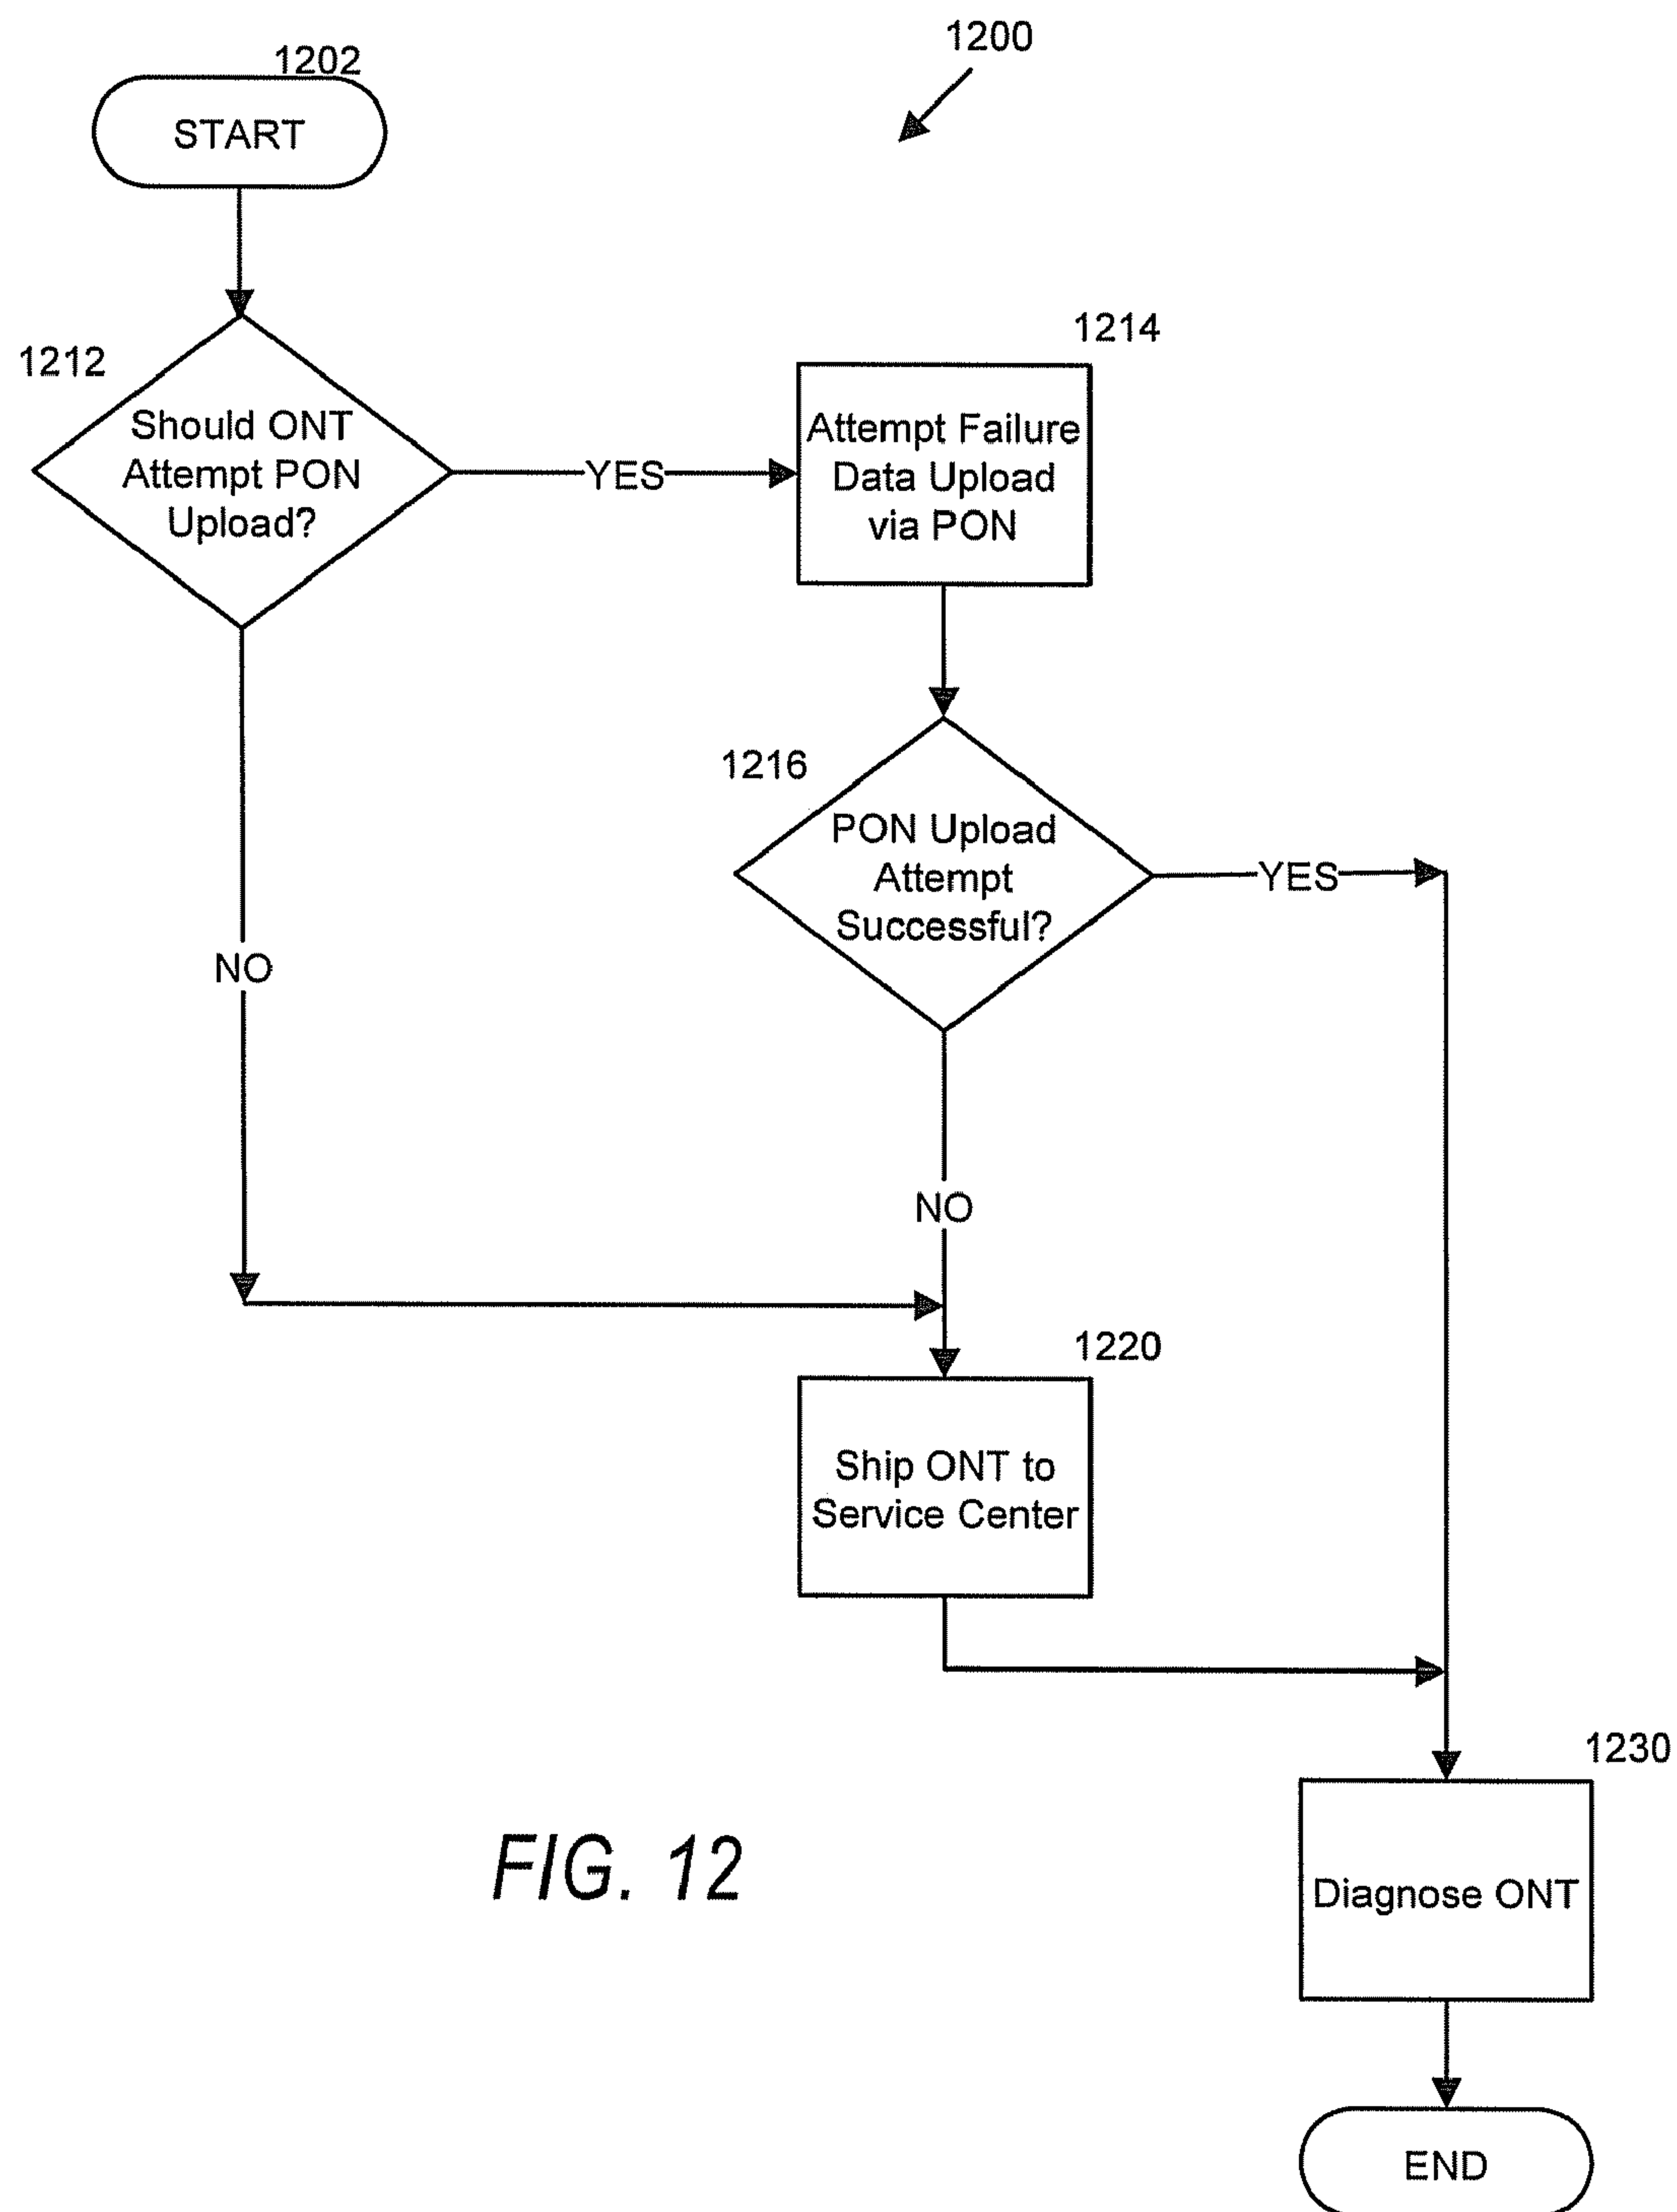 1200
1202
START
1212
Should ONT
Attempt PON
Upload?
YES
1214
Attempt Failure
Data Upload
via PON
1216
PON Upload
Attempt
Successful?
YES
NO
NO
1220
Ship ONT to
Service Center
1230
Diagnose ONT
END
FIG. 12